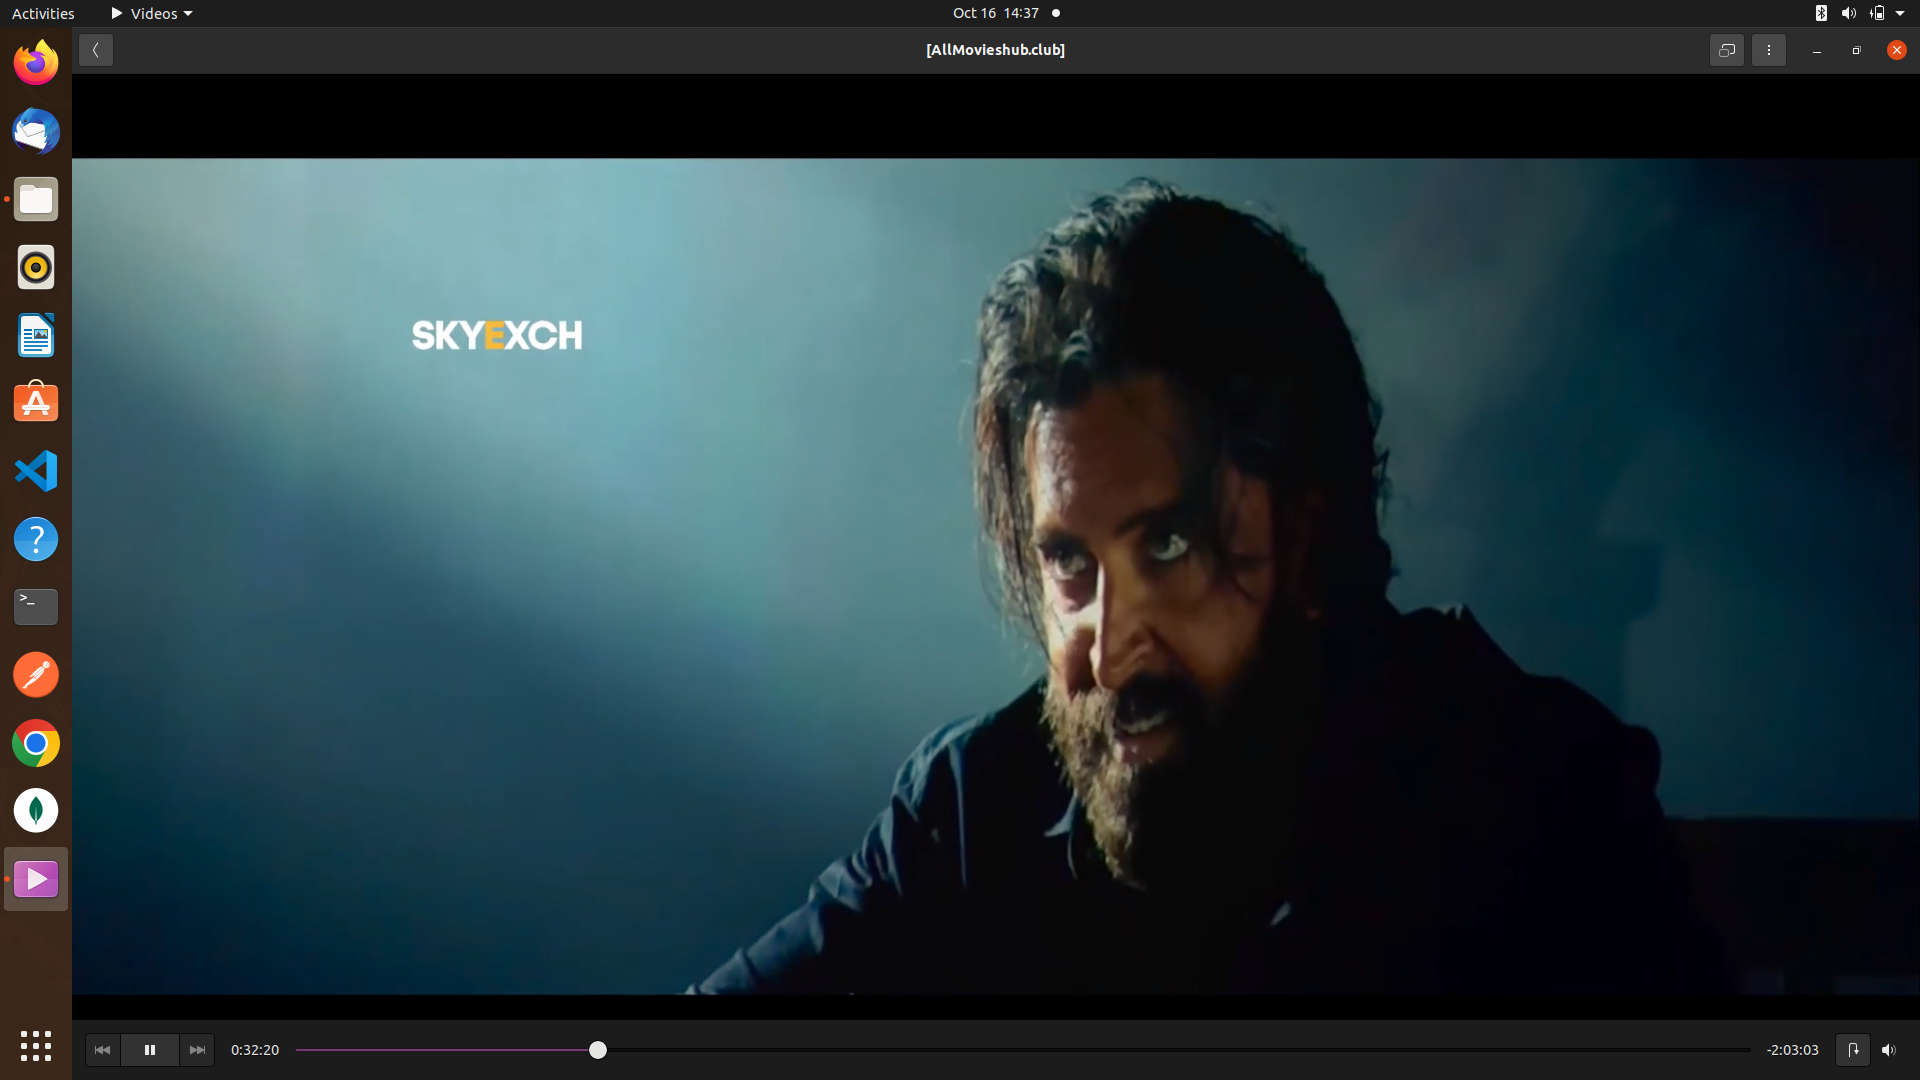 Activities
Videos
Oct 16 14:37
[AllMovieshub.club]
SKYEXCH
?
>_
0:32:20
-2:03:03